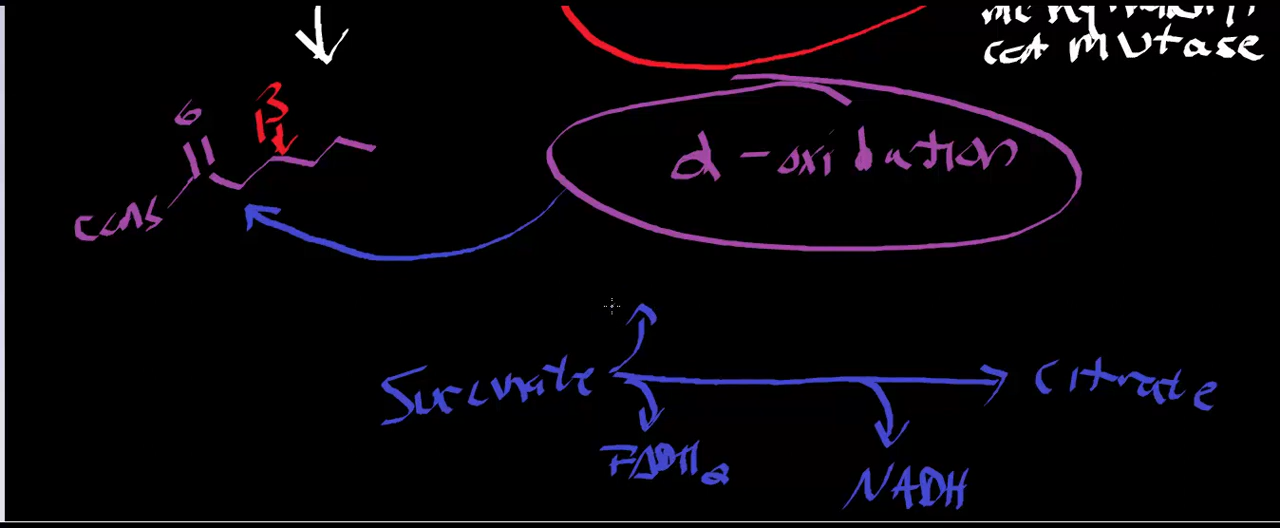 CoA Mutase
O
β
CoAS
α-oxidation
Succinate
Citrate
FADH2
NADH